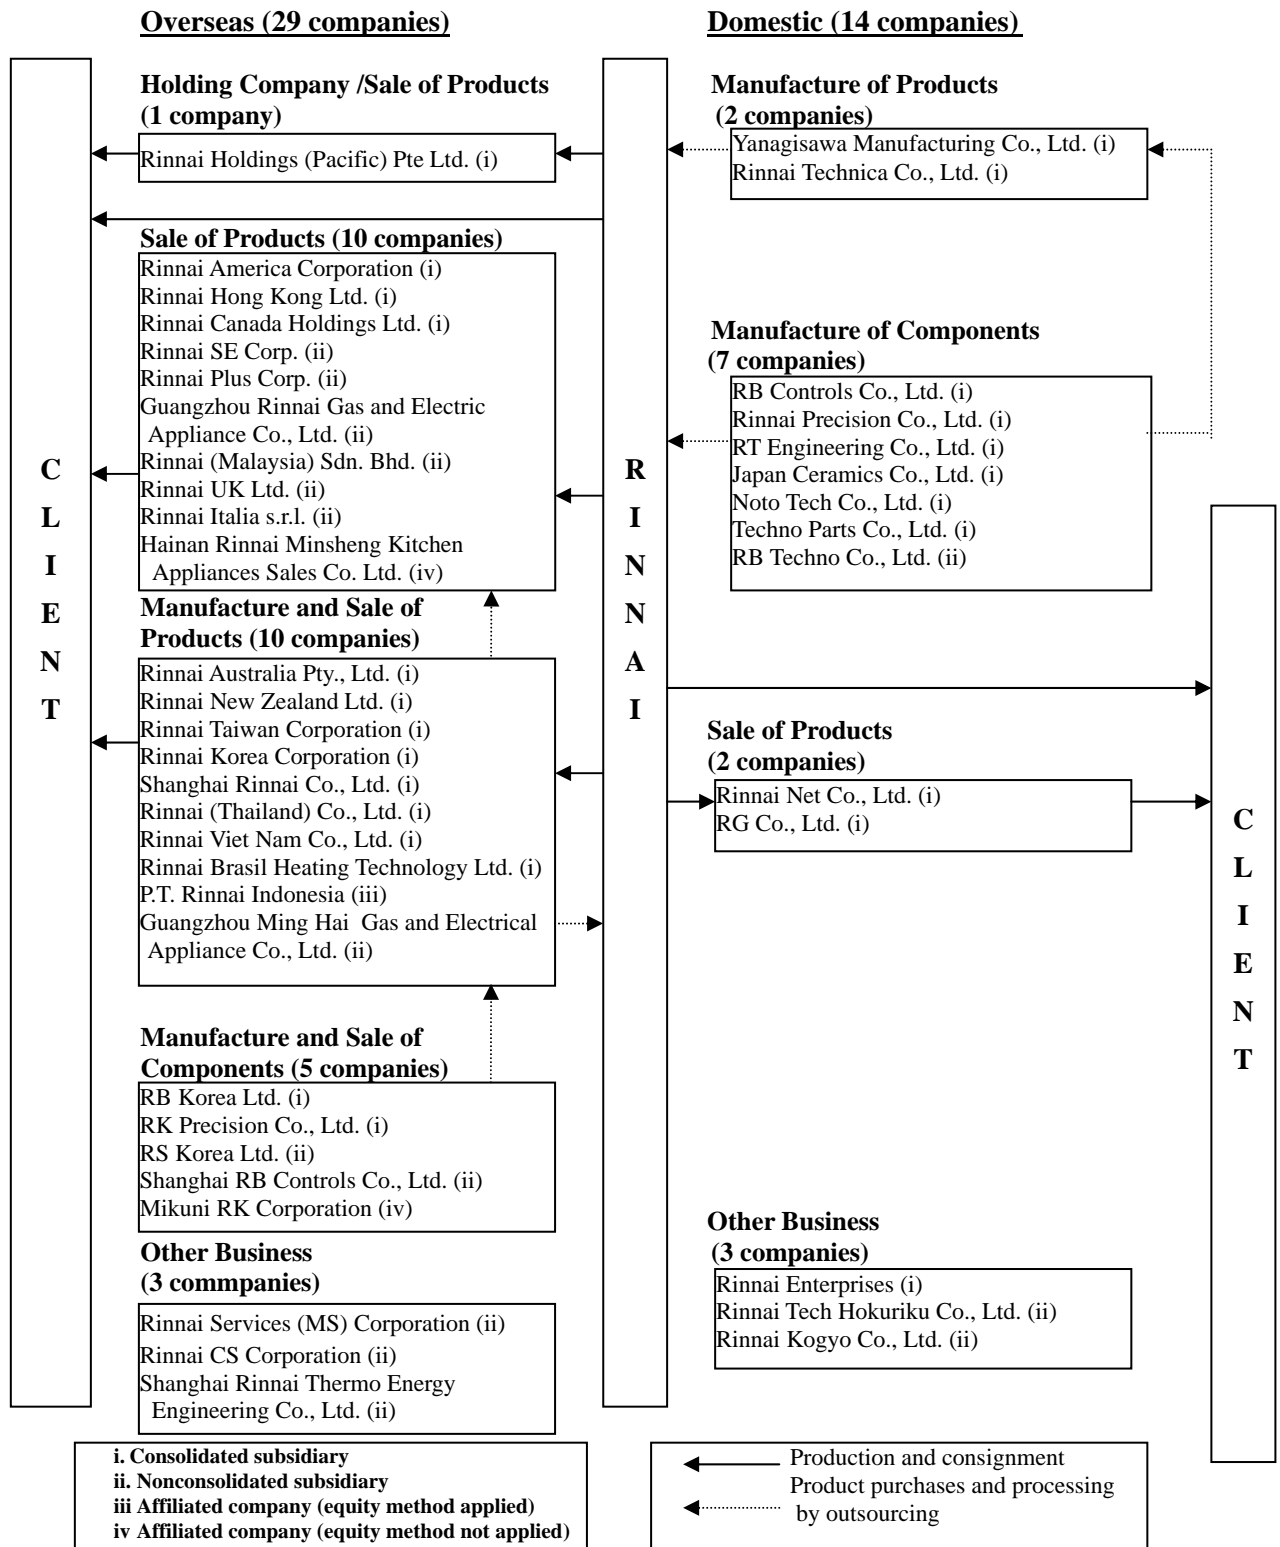 Overseas (29 companies)
Domestic (14 companies)
C
L
I
E
N
T
Holding Company /Sale of Products
(1 company)
Rinnai Holdings (Pacific) Pte Ltd. (i)
Sale of Products (10 companies)
Rinnai America Corporation (i)
Rinnai Hong Kong Ltd. (i)
Rinnai Canada Holdings Ltd. (i)
Rinnai SE Corp. (ii)
Rinnai Plus Corp. (ii)
Guangzhou Rinnai Gas and Electric
Appliance Co., Ltd. (ii)
Rinnai (Malaysia) Sdn. Bhd. (ii)
Rinnai UK Ltd. (ii)
Rinnai Italia s.r.l. (ii)
Hainan Rinnai Minsheng Kitchen
Appliances Sales Co. Ltd. (iv)
Manufacture and Sale of
Products (10 companies)
Rinnai Australia Pty., Ltd. (i)
Rinnai New Zealand Ltd. (i)
Rinnai Taiwan Corporation (i)
Rinnai Korea Corporation (i)
Shanghai Rinnai Co., Ltd. (i)
Rinnai (Thailand) Co., Ltd. (i)
Rinnai Viet Nam Co., Ltd. (i)
Rinnai Brasil Heating Technology Ltd. (i)
P.T. Rinnai Indonesia (iii)
Guangzhou Ming Hai  Gas and Electrical
Appliance Co., Ltd. (ii)
Manufacture and Sale of
Components (5 companies)
RB Korea Ltd. (i)
RK Precision Co., Ltd. (i)
RS Korea Ltd. (ii)
Shanghai RB Controls Co., Ltd. (ii)
Mikuni RK Corporation (iv)
Other Business
(3 commpanies)
Rinnai Services (MS) Corporation (ii)
Rinnai CS Corporation (ii)
Shanghai Rinnai Thermo Energy
Engineering Co., Ltd. (ii)
R
I
N
N
A
I
Manufacture of Products
(2 companies)
Yanagisawa Manufacturing Co., Ltd. (i)
Rinnai Technica Co., Ltd. (i)
Manufacture of Components
(7 companies)
RB Controls Co., Ltd. (i)
Rinnai Precision Co., Ltd. (i)
RT Engineering Co., Ltd. (i)
Japan Ceramics Co., Ltd. (i)
Noto Tech Co., Ltd. (i)
Techno Parts Co., Ltd. (i)
RB Techno Co., Ltd. (ii)
Sale of Products
(2 companies)
Rinnai Net Co., Ltd. (i)
RG Co., Ltd. (i)
Other Business
(3 companies)
Rinnai Enterprises (i)
Rinnai Tech Hokuriku Co., Ltd. (ii)
Rinnai Kogyo Co., Ltd. (ii)
C
L
I
E
N
T
i. Consolidated subsidiary
ii. Nonconsolidated subsidiary
iii Affiliated company (equity method applied)
iv Affiliated company (equity method not applied)
Production and consignment
Product purchases and processing
by outsourcing